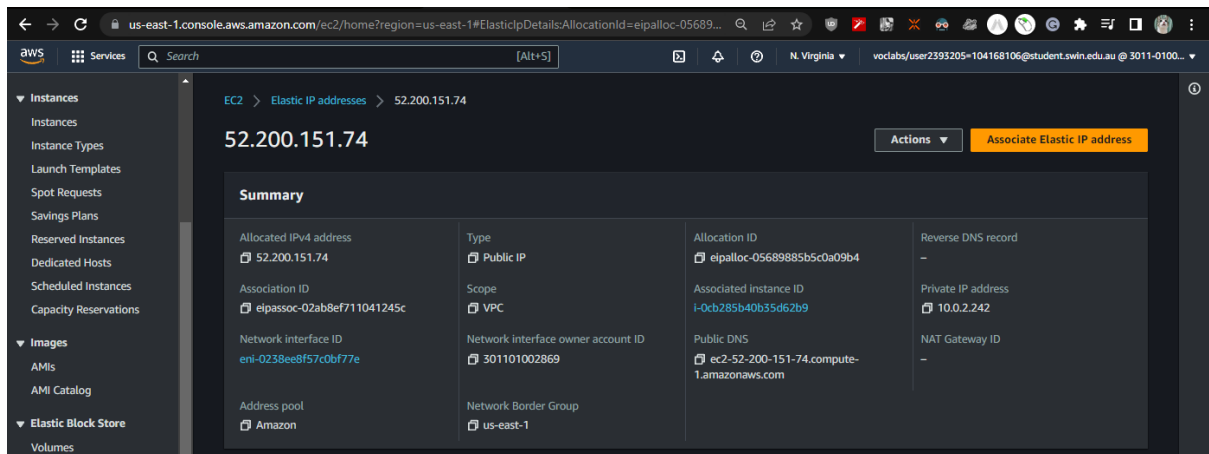 us-east-1.console.aws.amazon.com/ec2/home?region=us-east-1#ElasticIpDetails:AllocationId=eipalloc-05689...
aws Services Search [Alt+S] N. Virginia voclabs/user2393205=104168106@student.swin.edu.au @ 3011-0100...
Instances
Instances
Instance Types
Launch Templates
Spot Requests
Savings Plans
Reserved Instances
Dedicated Hosts
Scheduled Instances
Capacity Reservations
Images
AMIs
AMI Catalog
Elastic Block Store
Volumes
EC2 > Elastic IP addresses > 52.200.151.74
52.200.151.74
Actions Associate Elastic IP address
Summary
Allocated IPv4 address
52.200.151.74
Type
Public IP
Allocation ID
eipalloc-05689885b5c0a09b4
Reverse DNS record
–
Association ID
eipassoc-02ab8ef711041245c
Scope
VPC
Associated instance ID
i-0cb285b40b35d62b9
Private IP address
10.0.2.242
Network interface ID
eni-0238ee8f57c0bf77e
Network interface owner account ID
301101002869
Public DNS
ec2-52-200-151-74.compute-
1.amazonaws.com
NAT Gateway ID
–
Address pool
Amazon
Network Border Group
us-east-1